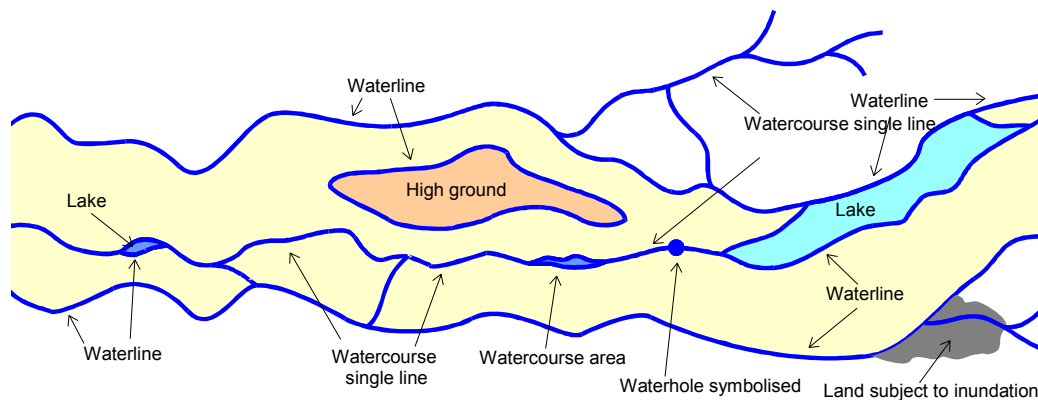 Waterline
Waterline
Watercourse single line
High ground
Lake
Lake
Waterline
Waterline
Watercourse
single line
Watercourse area
Waterhole symbolised
Land subject to inundation